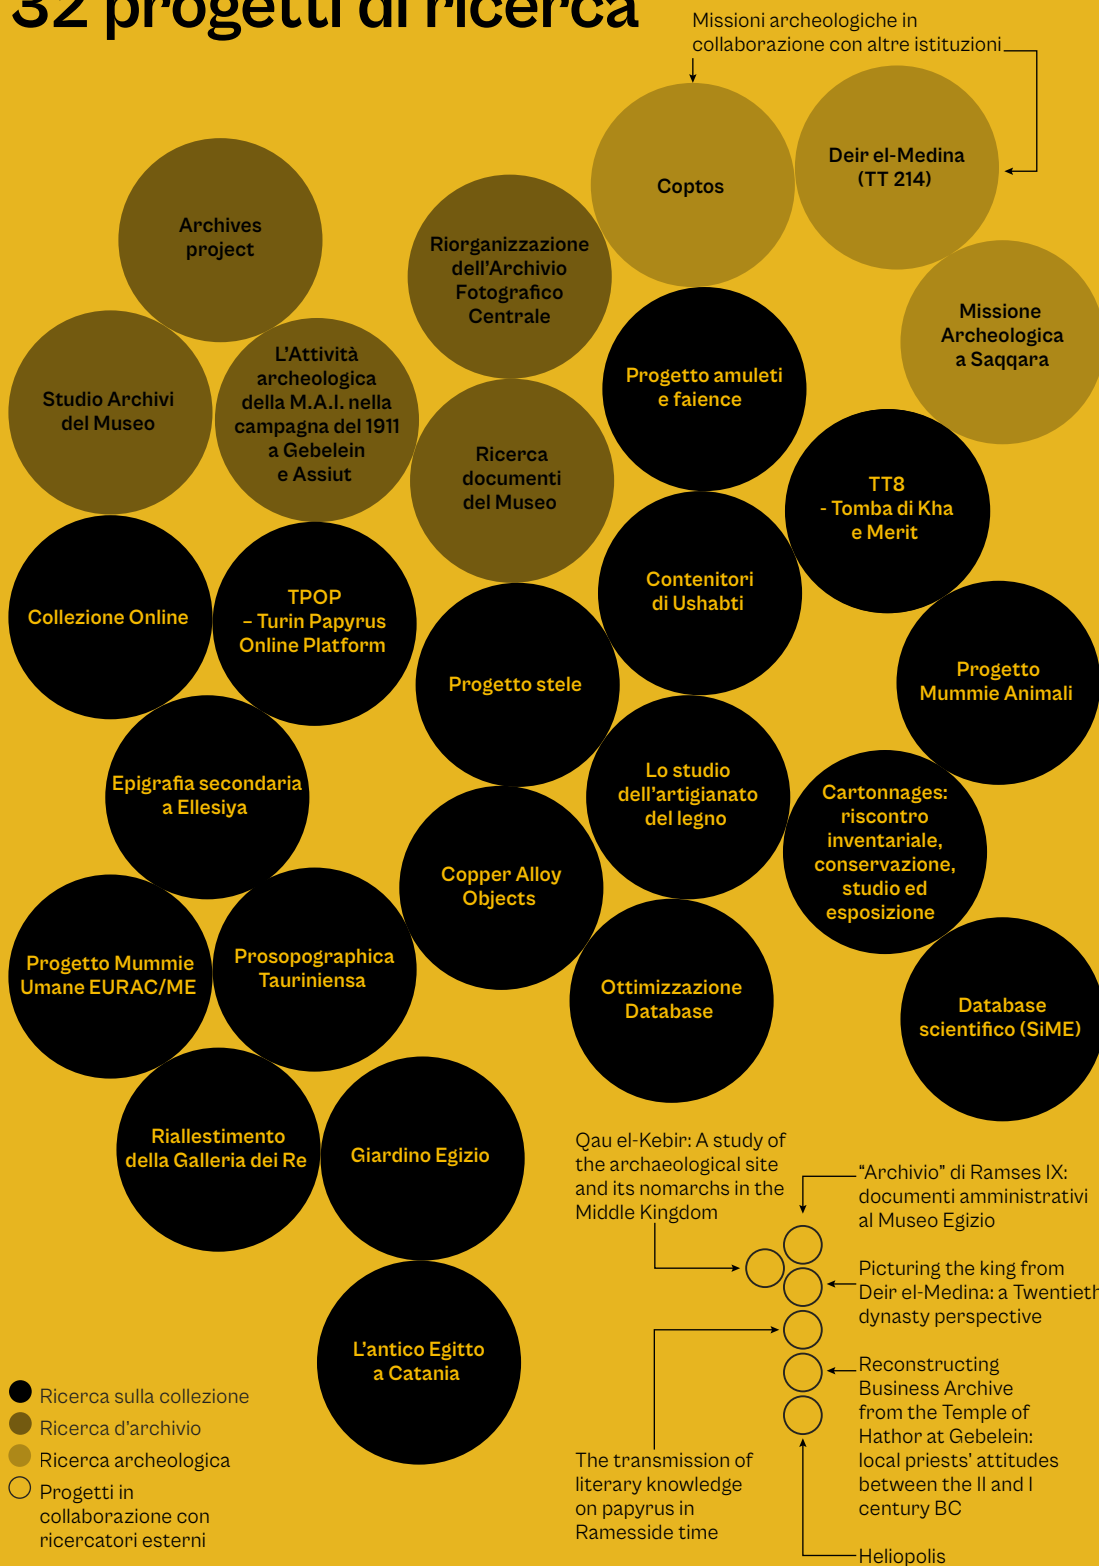 32 progetti di ricerca
Missioni archeologiche in
collaborazione con altre istituzioni
Coptos
Deir el-Medina
(TT 214)
Archives
project
Riorganizzazione
dell'Archivio
Fotografico
Centrale
Missione
Archeologica
a Saqqara
Studio Archivi
del Museo
L'Attività
archeologica
della M.A.I. nella
campagna del 1911
a Gebelein
e Assiut
Progetto amuleti
e faience
Ricerca
documenti
del Museo
TT8
- Tomba di Kha
e Merit
Collezione Online
TPOP
– Turin Papyrus
Online Platform
Contenitori
di Ushabti
Progetto stele
Progetto
Mummie Animali
Epigrafia secondaria
a Ellesiya
Lo studio
dell'artigianato
del legno
Cartonnages:
riscontro
inventariale,
conservazione,
studio ed
esposizione
Copper Alloy
Objects
Progetto Mummie
Umane EURAC/ME
Prosopographica
Tauriniensa
Ottimizzazione
Database
Database
scientifico (SiME)
Riallestimento
della Galleria dei Re
Giardino Egizio
L'antico Egitto
a Catania
Qau el-Kebir: A study of
the archaeological site
and its nomarchs in the
Middle Kingdom
"Archivio" di Ramses IX:
documenti amministrativi
al Museo Egizio
Picturing the king from
Deir el-Medina: a Twentieth
dynasty perspective
Reconstructing
Business Archive
from the Temple of
Hathor at Gebelein:
local priests' attitudes
between the II and I
century BC
The transmission of
literary knowledge
on papyrus in
Ramesside time
Heliopolis
Ricerca sulla collezione
Ricerca d'archivio
Ricerca archeologica
Progetti in
collaborazione con
ricercatori esterni